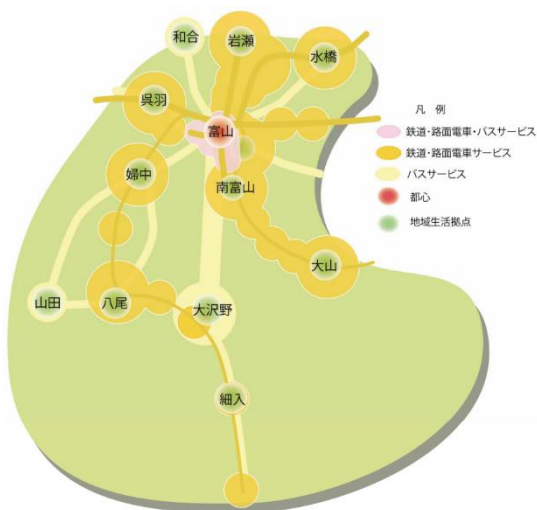 和合
岩瀬
水橋
呉羽
富山
婦中
南富山
大山
山田
八尾
大沢野
細入
凡 例
鉄道・路面電車・バスサービス
鉄道・路面電車サービス
バスサービス
都心
地域生活拠点